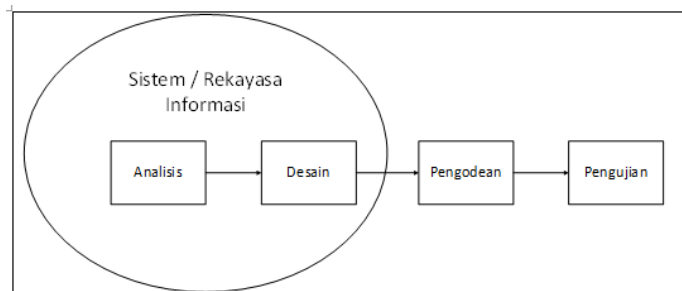 Sistem / Rekayasa
Informasi
Analisis
Desain
Pengodean
Pengujian